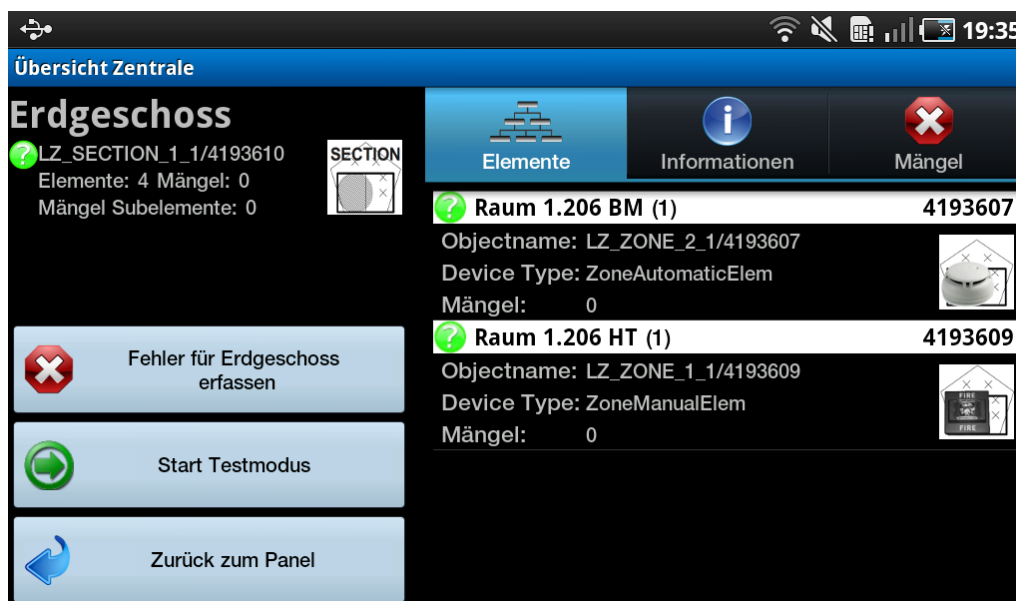 19:35
Übersicht Zentrale
Erdgeschoss
LZ_SECTION_1_1/4193610
SECTION
Elemente: 4 Mängel: 0
Mängel Subelemente: 0
Fehler für Erdgeschoss
erfassen
Start Testmodus
Zurück zum Panel
Elemente
Informationen
Mängel
Raum 1.206 BM (1) 4193607
Objectname: LZ_ZONE_2_1/4193607
Device Type: ZoneAutomaticElem
Mängel: 0
Raum 1.206 HT (1) 4193609
Objectname: LZ_ZONE_1_1/4193609
Device Type: ZoneManualElem
Mängel: 0
FIRE
FIRE